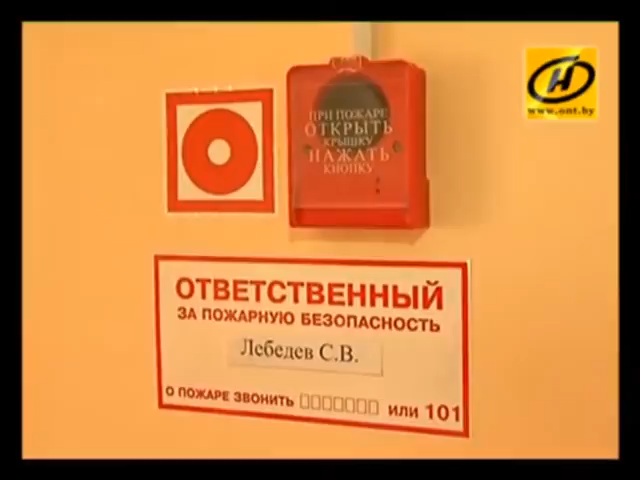 www.ont.by
ПРИ ПОЖАРЕ
ОТКРЫТЬ
КРЫШКУ
НАЖАТЬ
КНОПКУ
ОТВЕТСТВЕННЫЙ
ЗА ПОЖАРНУЮ БЕЗОПАСНОСТЬ
Лебедев С.В.
О ПОЖАРЕ ЗВОНИТЬ или 101